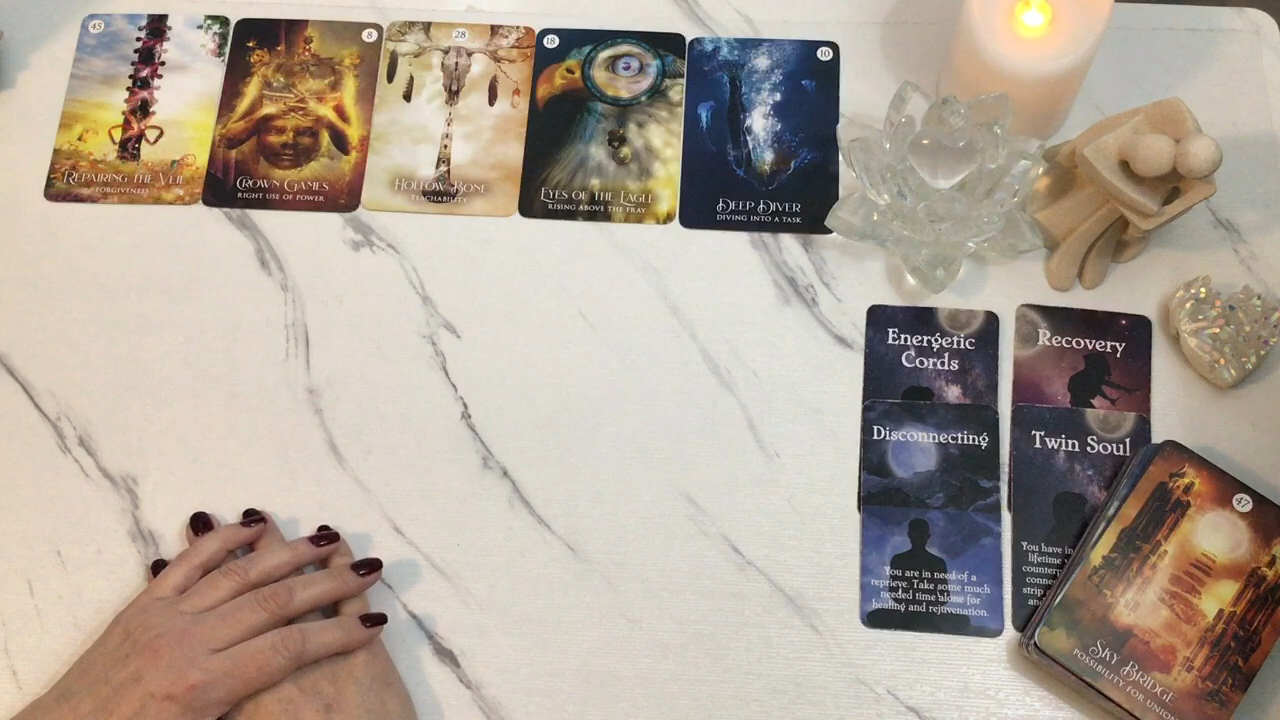 45
REPAIRING THE VEIL
FORGIVENESS
8
CROWN GAMES
RIGHT USE OF POWER
28
HOLLOW BONE
TEACHABILITY
18
EYES OF THE EAGLE
RISING ABOVE THE FRAY
10
DEEP DIVER
DIVING INTO A TASK
Energetic
Cords
Recovery
Disconnecting
You are in need of a
reprieve. Take some much
needed time alone for
healing and rejuvenation.
Twin Soul
You have in
lifetime
connec
strip
and
47
SKY BRIDGE
POSSIBILITY FOR UNION